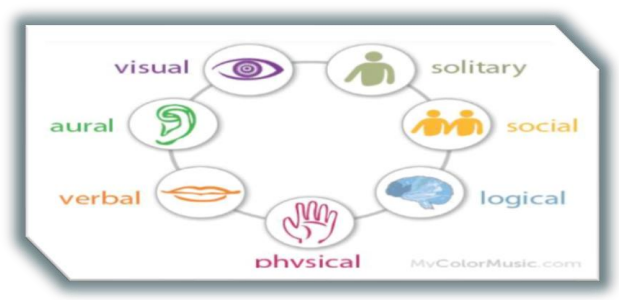 visual
solitary
aural
social
verbal
logical
physical
MyColorMusic.com